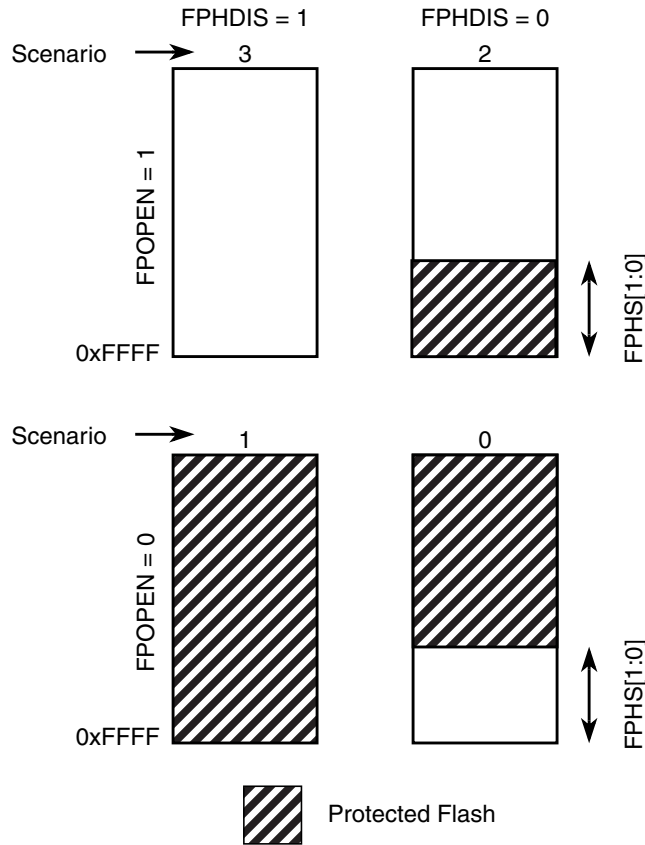 FPHDIS = 1
FPHDIS = 0
Scenario
3
2
FPOPEN = 1
FPHS[1:0]
0xFFFF
Scenario
1
0
FPOPEN = 0
FPHS[1:0]
0xFFFF
Protected Flash